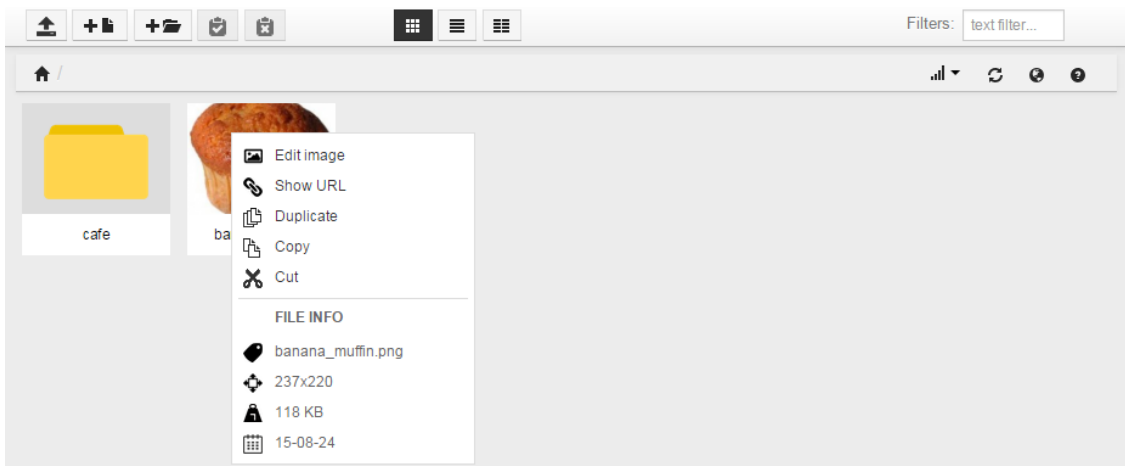 Filters: text filter...
/
cafe
ba
Edit image
Show URL
Duplicate
Copy
Cut
FILE INFO
banana_muffin.png
237x220
118 KB
15-08-24